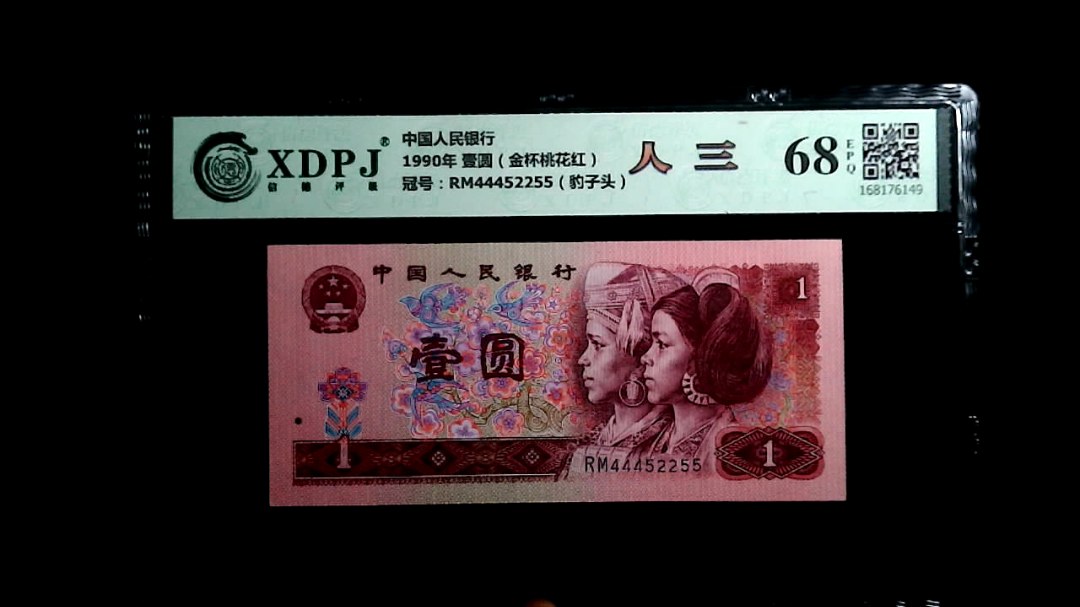 XDPJ®
信德评级
中国人民银行
1990年 壹圆（金杯桃花红）
冠号：RM44452255（豹子头）
人 三
68
EPQ
168176149
中国人民银行
1
壹圆
1
RM44452255
1